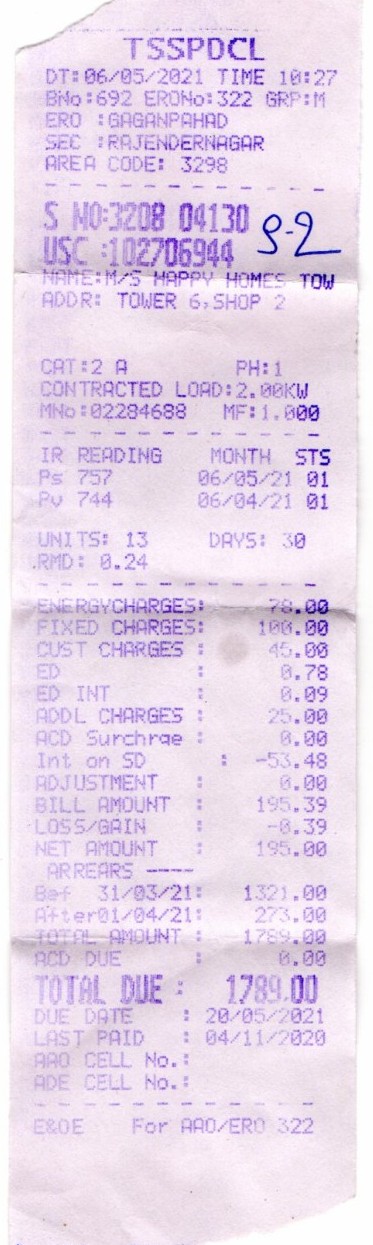 TSSPDCL
DT:06/05/2021 TIME 10:27
BNo:692 ERONo:322 GRP:M
ERO :GAGANPAHAD
SEC :RAJENDERNAGAR
AREA CODE: 3298
S NO:3208 04130
USC :102706944
S-2
NAME:M/S HAPPY HOMES TOW
ADDR: TOWER 6,SHOP 2
CAT:2 A PH:1
CONTRACTED LOAD:2.00KW
MNo:02284688 MF:1.000
IR READING MONTH STS
Ps 757 06/05/21 01
Pv 744 06/04/21 01
UNITS: 13 DAYS: 30
RMD: 0.24
ENERGYCHARGES: 78.00
FIXED CHARGES: 100.00
CUST CHARGES : 45.00
ED : 0.78
ED INT : 0.09
ADDL CHARGES : 25.00
ACD Surchrge : 0.00
Int on SD : -53.48
ADJUSTMENT : 0.00
BILL AMOUNT : 195.39
LOSS/GAIN : -0.39
NET AMOUNT : 195.00
ARREARS ----
Bef 31/03/21: 1321.00
After01/04/21: 273.00
TOTAL AMOUNT : 1789.00
ACD DUE : 0.00
TOTAL DUE : 1789.00
DUE DATE : 20/05/2021
LAST PAID : 04/11/2020
AAO CELL No.:
ADE CELL No.:
E&OE For AAO/ERO 322